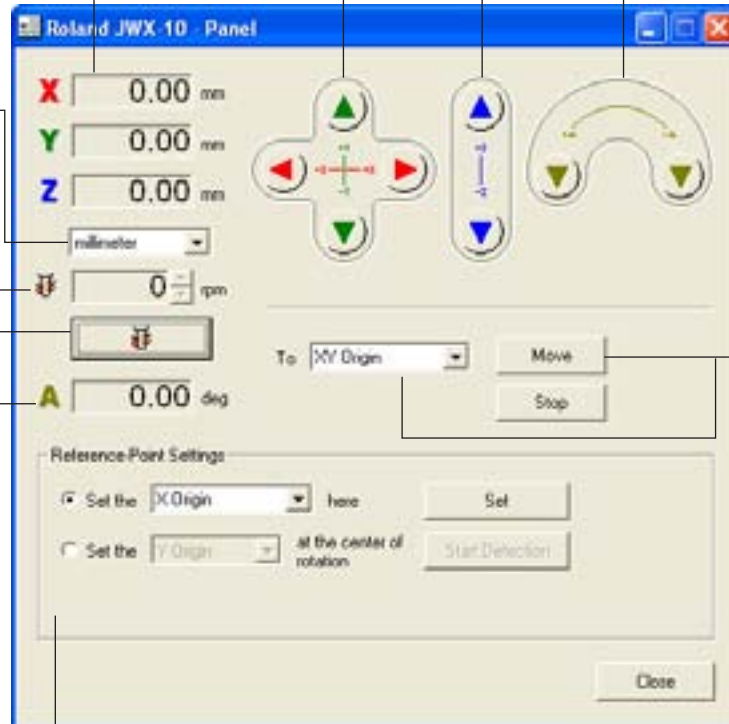 Roland JWX-10 - Panel
X 0.00 mm
Y 0.00 mm
Z 0.00 mm
millimeter
0 rpm
To XY Origin Move
Stop
A 0.00 deg
Reference-Point Settings
Set the X Origin here Set
Set the Y Origin at the center of rotation Start Detection
Close